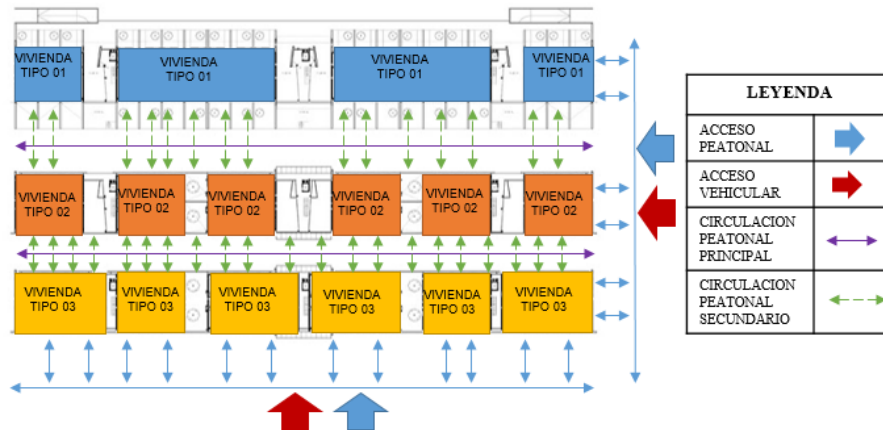 VIVIENDA
TIPO 01
VIVIENDA
TIPO 01
VIVIENDA
TIPO 01
VIVIENDA
TIPO 01
VIVIENDA
TIPO 02
VIVIENDA
TIPO 02
VIVIENDA
TIPO 02
VIVIENDA
TIPO 02
VIVIENDA
TIPO 02
VIVIENDA
TIPO 02
VIVIENDA
TIPO 03
VIVIENDA
TIPO 03
VIVIENDA
TIPO 03
VIVIENDA
TIPO 03
VIVIENDA
TIPO 03
VIVIENDA
TIPO 03
LEYENDA
ACCESO
PEATONAL
ACCESO
VEHICULAR
CIRCULACION
PEATONAL
PRINCIPAL
CIRCULACION
PEATONAL
SECUNDARIO